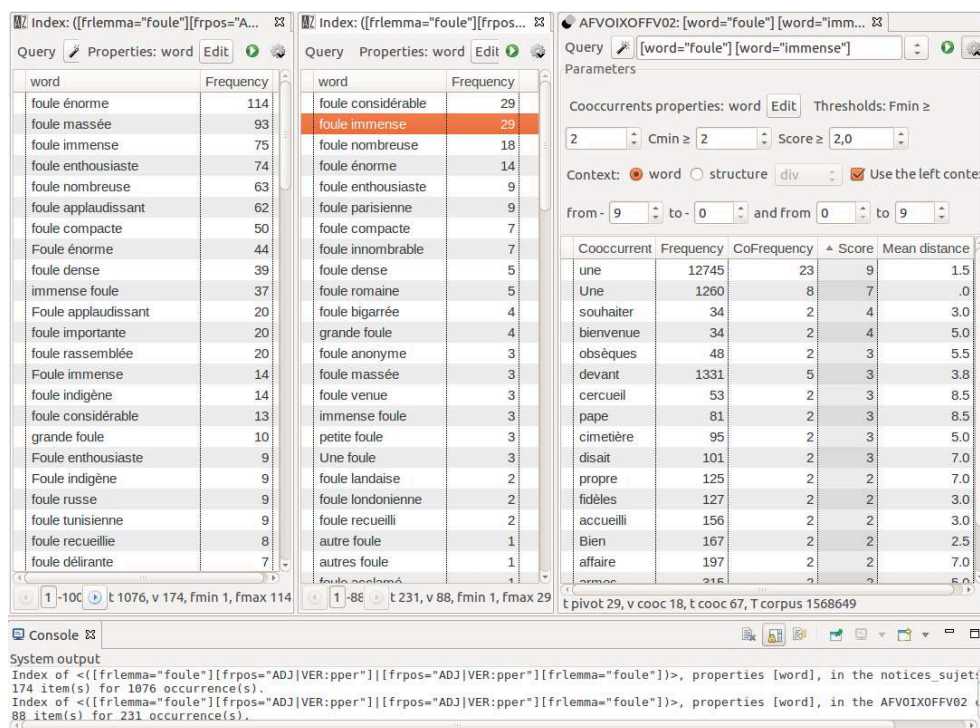 Index: ([frlemma="foule"][frpos="A...
Query Properties: word Edit
word Frequency
foule énorme 114
foule massée 93
foule immense 75
foule enthousiaste 74
foule nombreuse 63
foule applaudissant 62
foule compacte 50
Foule énorme 44
foule dense 39
immense foule 37
Foule applaudissant 20
foule importante 20
foule rassemblée 20
Foule immense 14
foule indigène 14
foule considérable 13
grande foule 10
Foule enthousiaste 9
Foule indigène 9
foule russe 9
foule tunisienne 9
foule recueillie 8
foule délirante 7
1 -100 t 1076, v 174, fmin 1, fmax 114
Index: ([frlemma="foule"][frpos...
Query Properties: word Edit
word Frequency
foule considérable 29
foule immense 29
foule nombreuse 18
foule énorme 14
foule enthousiaste 9
foule parisienne 9
foule compacte 7
foule innombrable 7
foule dense 5
foule romaine 5
foule bigarrée 4
grande foule 4
foule anonyme 3
foule massée 3
foule venue 3
immense foule 3
petite foule 3
Une foule 3
foule landaise 2
foule londonienne 2
foule recueilli 2
autre foule 1
autres foule 1
foule acclamé 1
1 -88 t 231, v 88, fmin 1, fmax 29
AFVOIXOFFV02: [word="foule"] [word="imm...
Query [word="foule"] [word="immense"]
Parameters
Cooccurrents properties: word Edit Thresholds: Fmin ≥
2 Cmin ≥ 2 Score ≥ 2,0
Context: word structure div Use the left contex
from - 9 to - 0 and from 0 to 9
Cooccurrent Frequency CoFrequency Score Mean distance
une 12745 23 9 1.5
Une 1260 8 7 .0
souhaiter 34 2 4 3.0
bienvenue 34 2 4 5.0
obsèques 48 2 3 5.5
devant 1331 5 3 3.8
cercueil 53 2 3 8.5
pape 81 2 3 8.5
cimetière 95 2 3 5.0
disait 101 2 3 7.0
propre 125 2 2 7.0
fidèles 127 2 2 3.0
accueilli 156 2 2 3.0
Bien 167 2 2 2.5
affaire 197 2 2 7.0
armes 315 2 2 5.0
t pivot 29, v cooc 18, t cooc 67, T corpus 1568649
Console
System output
Index of <([frlemma="foule"][frpos="ADJ|VER:pper"]|[frpos="ADJ|VER:pper"][frlemma="foule"])>, properties [word], in the notices_sujets
174 item(s) for 1076 occurrence(s).
Index of <([frlemma="foule"][frpos="ADJ|VER:pper"]|[frpos="ADJ|VER:pper"][frlemma="foule"])>, properties [word], in the AFVOIXOFFV02
88 item(s) for 231 occurrence(s).